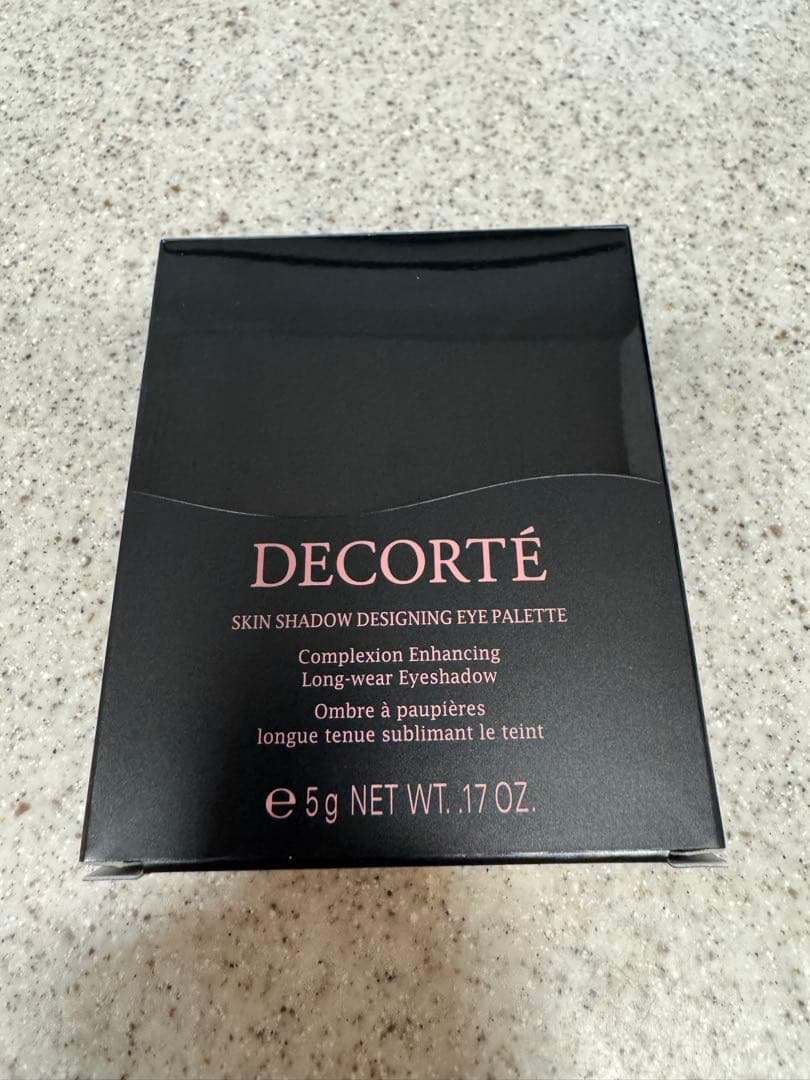 DECORTÉ
SKIN SHADOW DESIGNING EYE PALETTE
Complexion Enhancing
Long-wear Eyeshadow
Ombre à paupières
longue tenue sublimant le teint
℮ 5g NET WT. .17 OZ.